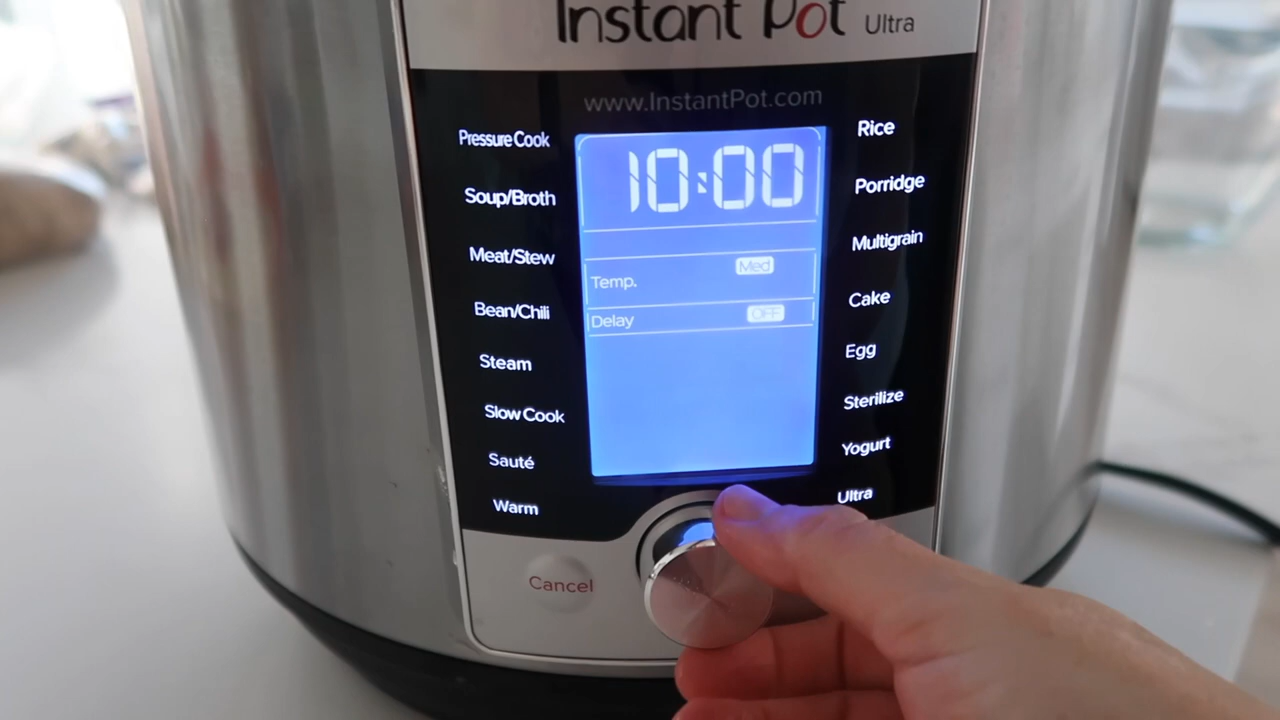 Instant Pot Ultra
www.InstantPot.com
Pressure Cook
Soup/Broth
Meat/Stew
Bean/Chili
Steam
Slow Cook
Sauté
Warm
10:00
Temp. Med
Delay OFF
Rice
Porridge
Multigrain
Cake
Egg
Sterilize
Yogurt
Ultra
Cancel